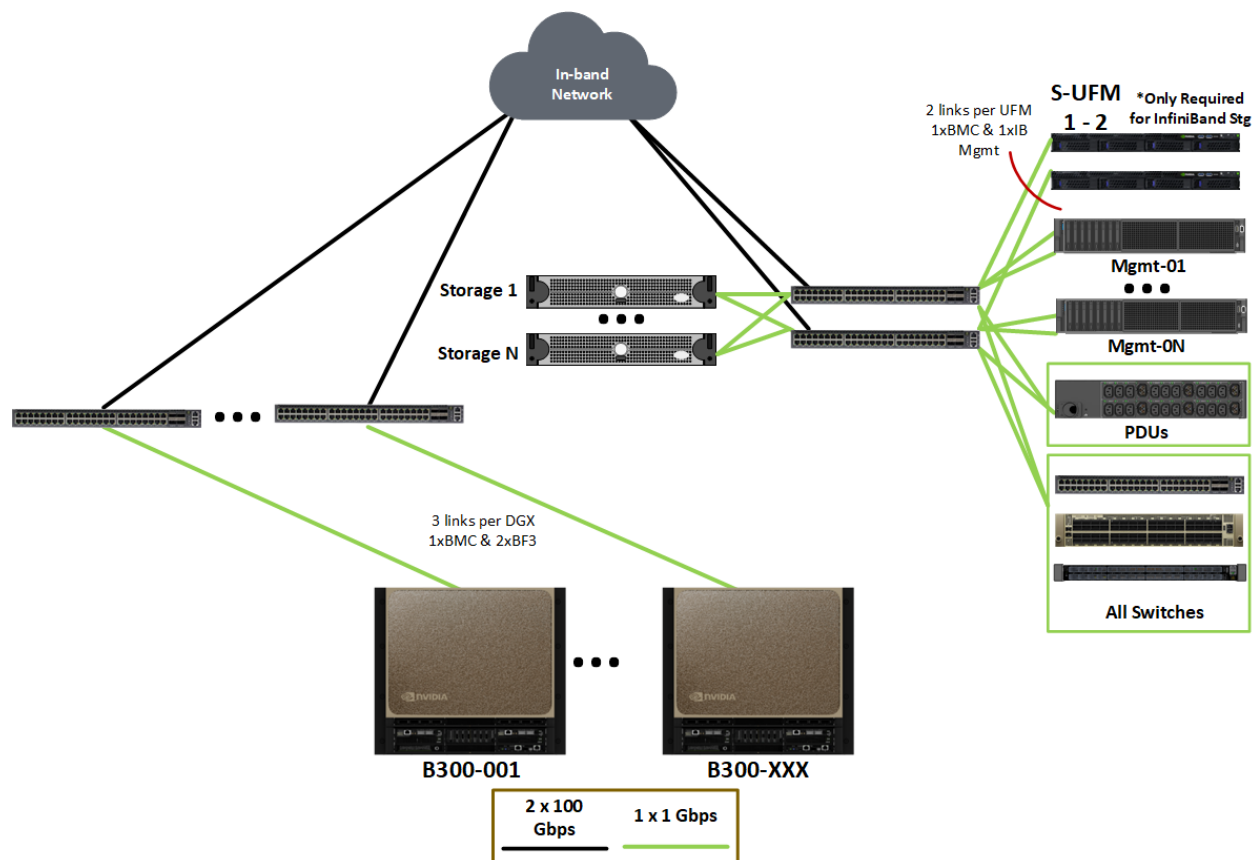 In-band
Network
2 links per UFM
1xBMC & 1xIB
Mgmt
S-UFM
1 - 2
*Only Required
for InfiniBand Stg
Mgmt-01
Mgmt-0N
PDUs
All Switches
Storage 1
Storage N
3 links per DGX
1xBMC & 2xBF3
NVIDIA
NVIDIA
B300-001
B300-XXX
2 x 100
Gbps
1 x 1 Gbps